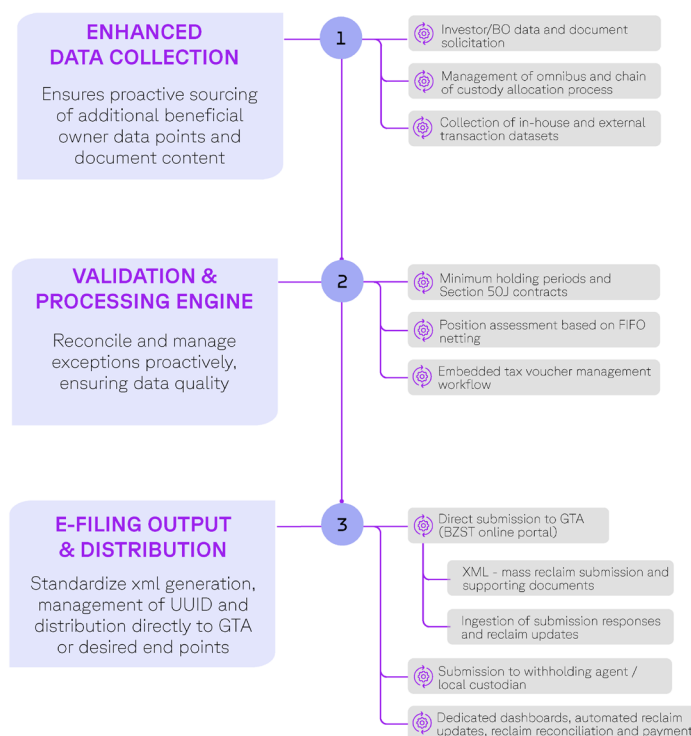 ENHANCED
DATA COLLECTION
Ensures proactive sourcing
of additional beneficial
owner data points and
document content
1
Investor/BO data and document
solicitation
Management of omnibus and chain
of custody allocation process
Collection of in-house and external
transaction datasets
VALIDATION &
PROCESSING ENGINE
Reconcile and manage
exceptions proactively,
ensuring data quality
2
Minimum holding periods and
Section 50J contracts
Position assessment based on FIFO
netting
Embedded tax voucher management
workflow
E-FILING OUTPUT
& DISTRIBUTION
Standardize xml generation,
management of UUID and
distribution directly to GTA
or desired end points
3
Direct submission to GTA
(BZST online portal)
XML - mass reclaim submission and
supporting documents
Ingestion of submission responses
and reclaim updates
Submission to withholding agent /
local custodian
Dedicated dashboards, automated reclaim
updates, reclaim reconciliation and payment